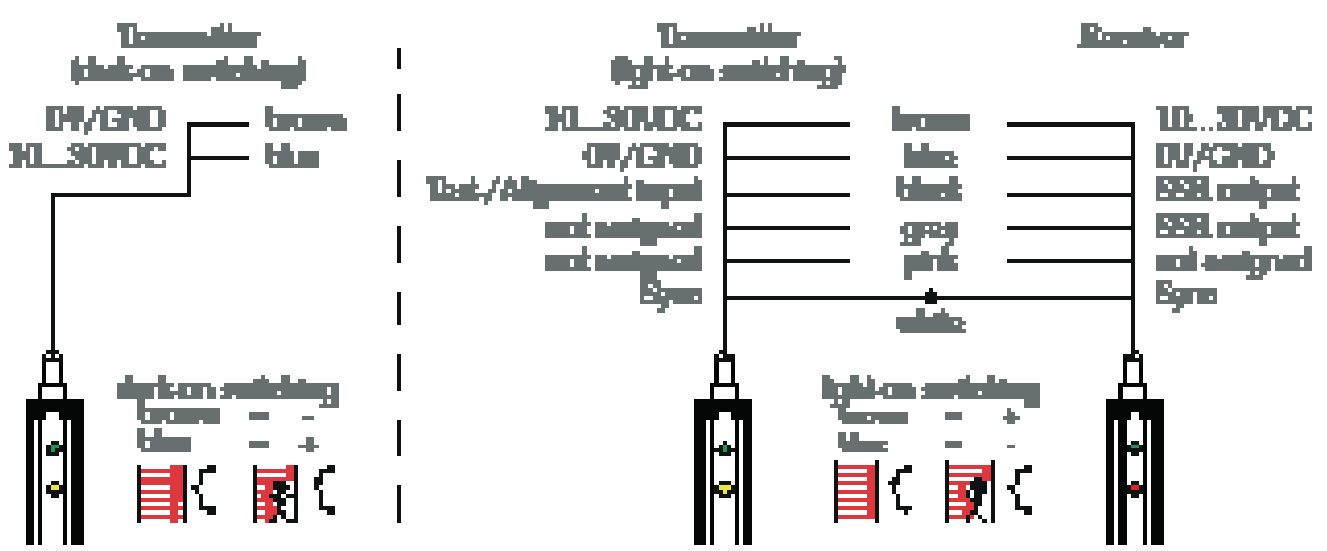 Transmitter
(dark-on switching)
0V/GND
brown
10...30VDC
blue
Transmitter
(light-on switching)
10...30VDC
0V/GND
Test-/Alignment Input
not assigned
not assigned
Sync
brown
blue
black
grey
pink
white
Receiver
10...30VDC
0V/GND
SSR output
SSR output
not assigned
Sync
dark-on switching
brown = -
blue = +
light-on switching
brown = +
blue = -